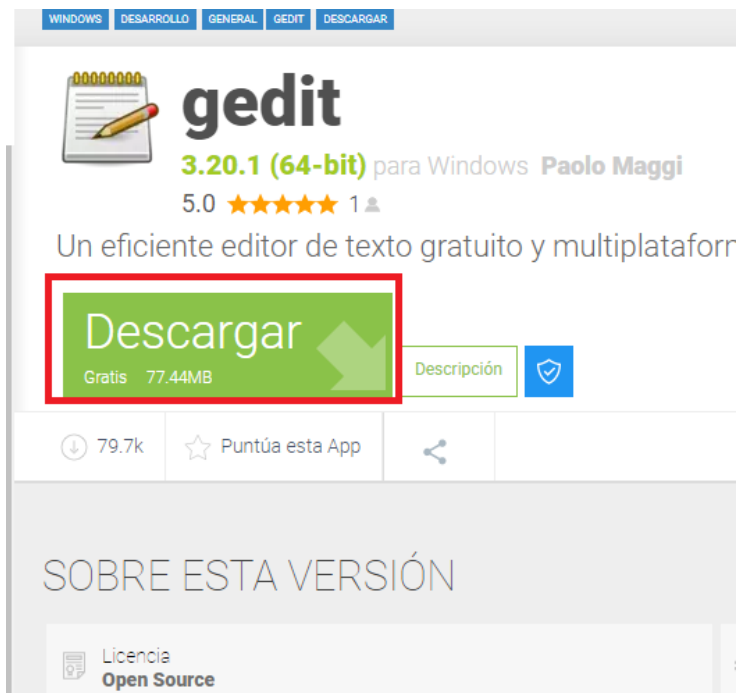 WINDOWS DESARROLLO GENERAL GEDIT DESCARGAR
gedit
3.20.1 (64-bit) para Windows Paolo Maggi
5.0 1
Un eficiente editor de texto gratuito y multiplatafor
Descargar
Gratis 77.44MB
Descripción
79.7k Puntúa esta App
SOBRE ESTA VERSIÓN
Licencia
Open Source